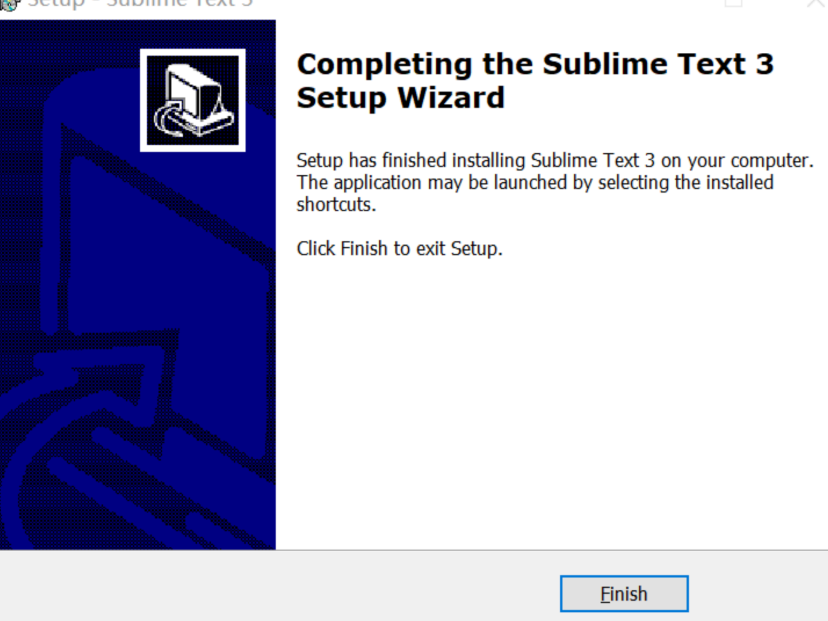 Setup - Sublime Text 3
Completing the Sublime Text 3
Setup Wizard
Setup has finished installing Sublime Text 3 on your computer.
The application may be launched by selecting the installed
shortcuts.
Click Finish to exit Setup.
Finish